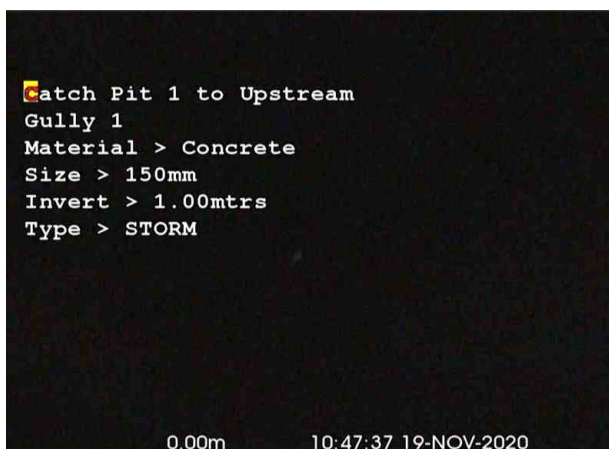 Catch Pit 1 to Upstream
Gully 1
Material > Concrete
Size > 150mm
Invert > 1.00mtrs
Type > STORM
0.00m 10:47:37 19-NOV-2020